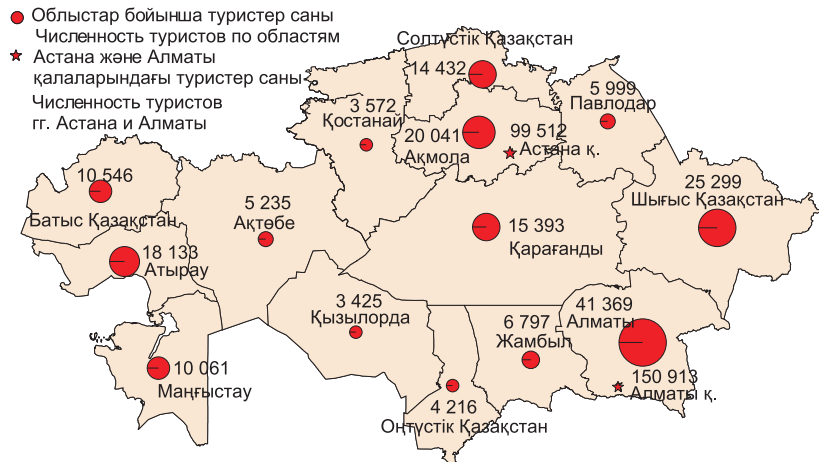 Облыстар бойынша туристер саны
Численность туристов по областям
Астана және Алматы
қалаларындағы туристер саны
Численность туристов
гг. Астана и Алматы
Солтүстік Қазақстан
14 432
3 572
Қостанай
20 041
Ақмола
99 512
Астана қ.
5 999
Павлодар
10 546
Батыс Қазақстан
5 235
Ақтөбе
18 133
Атырау
15 393
Қарағанды
25 299
Шығыс Қазақстан
3 425
Қызылорда
6 797
Жамбыл
41 369
Алматы
10 061
Маңғыстау
150 913
Алматы қ.
4 216
Оңтүстік Қазақстан